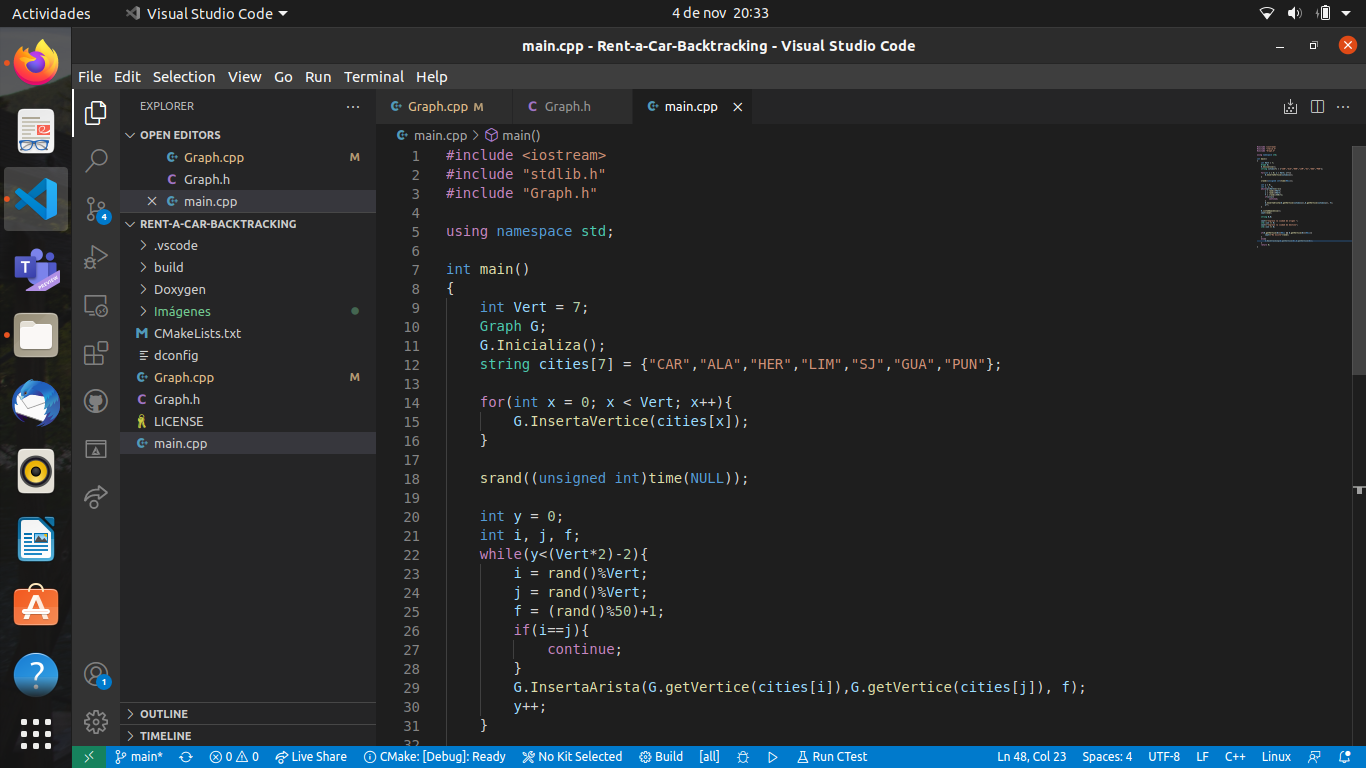 Actividades Visual Studio Code 4 de nov 20:33
main.cpp - Rent-a-Car-Backtracking - Visual Studio Code
File Edit Selection View Go Run Terminal Help
EXPLORER
OPEN EDITORS
Graph.cpp M
Graph.h
main.cpp
RENT-A-CAR-BACKTRACKING
.vscode
build
Doxygen
Imágenes
CMakeLists.txt
dconfig
Graph.cpp M
Graph.h
LICENSE
main.cpp
OUTLINE
TIMELINE
4
1
Graph.cpp M Graph.h main.cpp
main.cpp > main()
1 #include <iostream>
2 #include "stdlib.h"
3 #include "Graph.h"
4
5 using namespace std;
6
7 int main()
8 {
9 int Vert = 7;
10 Graph G;
11 G.Inicializa();
12 string cities[7] = {"CAR","ALA","HER","LIM","SJ","GUA","PUN"};
13
14 for(int x = 0; x < Vert; x++){
15 G.InsertaVertice(cities[x]);
16 }
17
18 srand((unsigned int)time(NULL));
19
20 int y = 0;
21 int i, j, f;
22 while(y<(Vert*2)-2){
23 i = rand()%Vert;
24 j = rand()%Vert;
25 f = (rand()%50)+1;
26 if(i==j){
27 continue;
28 }
29 G.InsertaArista(G.getVertice(cities[i]),G.getVertice(cities[j]), f);
30 y++;
31 }
32
main* 0 0 Live Share CMake: [Debug]: Ready No Kit Selected Build [all] Run CTest Ln 48, Col 23 Spaces: 4 UTF-8 LF C++ Linux